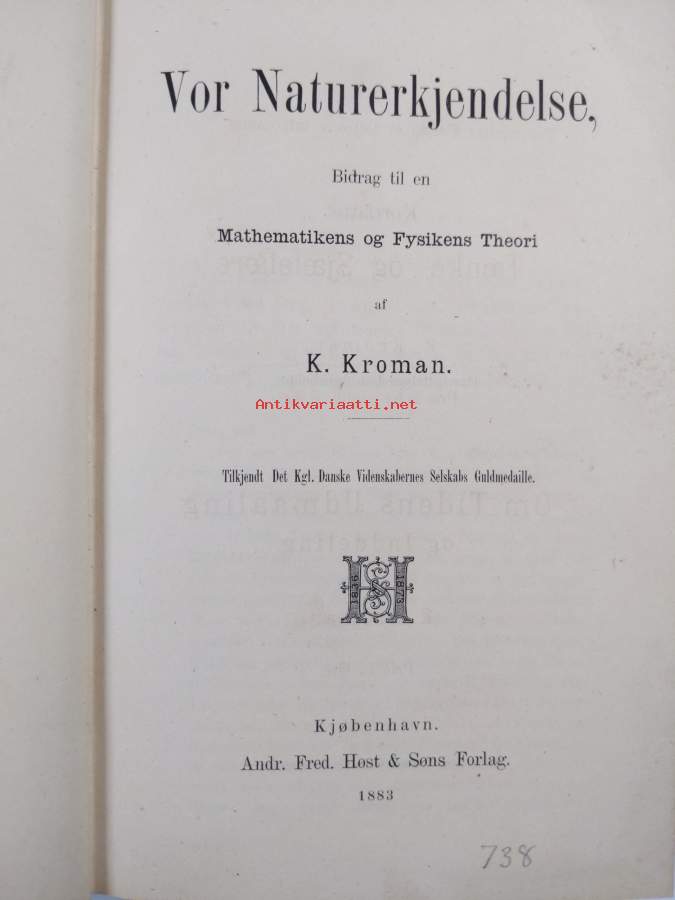 Vor Naturerkjendelse,
Bidrag til en
Mathematikens og Fysikens Theori
af
K. Kroman.
Antikvariaatti.net
Tilkjendt Det Kgl. Danske Videnskabernes Selskabs Guldmedaille.
Kjøbenhavn.
Andr. Fred. Høst & Søns Forlag.
1883
738